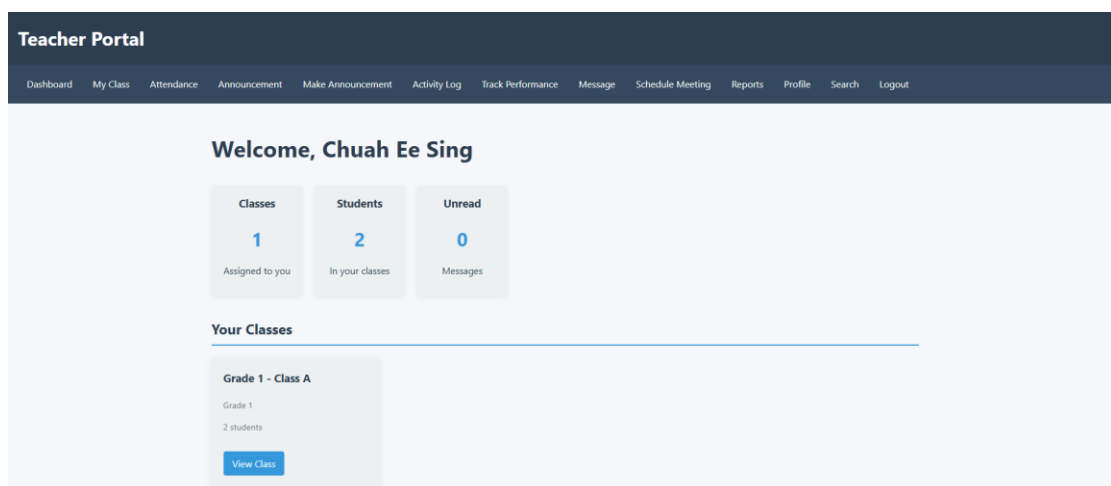 Teacher Portal
Dashboard My Class Attendance Announcement Make Announcement Activity Log Track Performance Message Schedule Meeting Reports Profile Search Logout
Welcome, Chuah Ee Sing
Classes Students Unread
1 2 0
Assigned to you In your classes Messages
Your Classes
Grade 1 - Class A
Grade 1
2 students
View Class